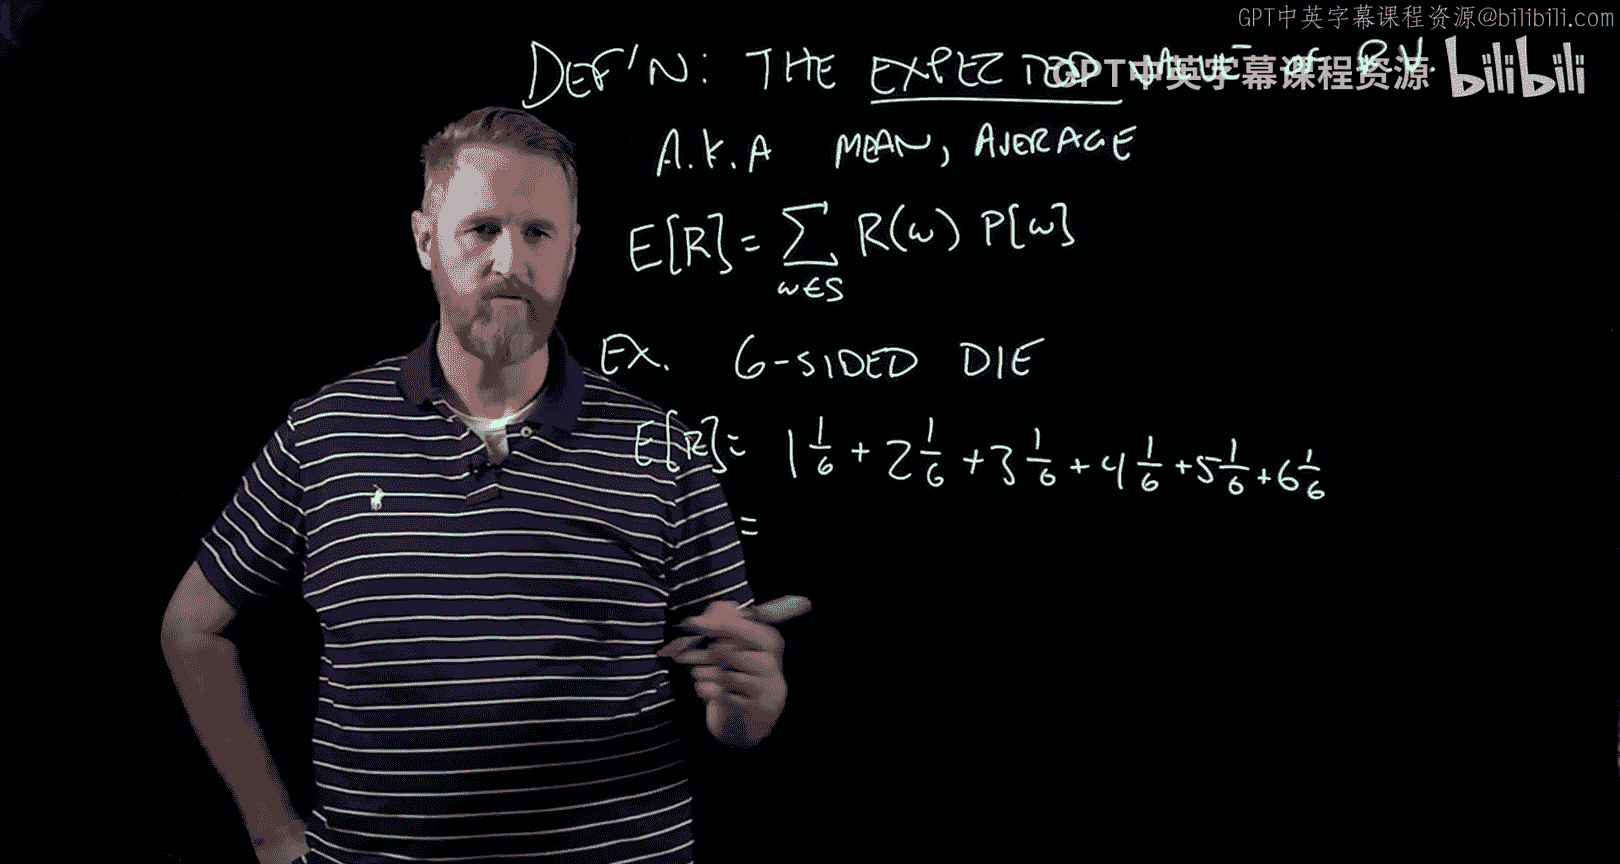 GPT中英字幕课程资源@bilibili.com
DEF'N: THE EXPECTED VALUE OF R.V.
GPT中英字幕课程资源 bilibili
A.K.A MEAN, AVERAGE
E[R] = ∑ R(ω) P[ω]
ω∈S
EX. 6-SIDED DIE
E[R] = 1 1/6 + 2 1/6 + 3 1/6 + 4 1/6 + 5 1/6 + 6 1/6
=